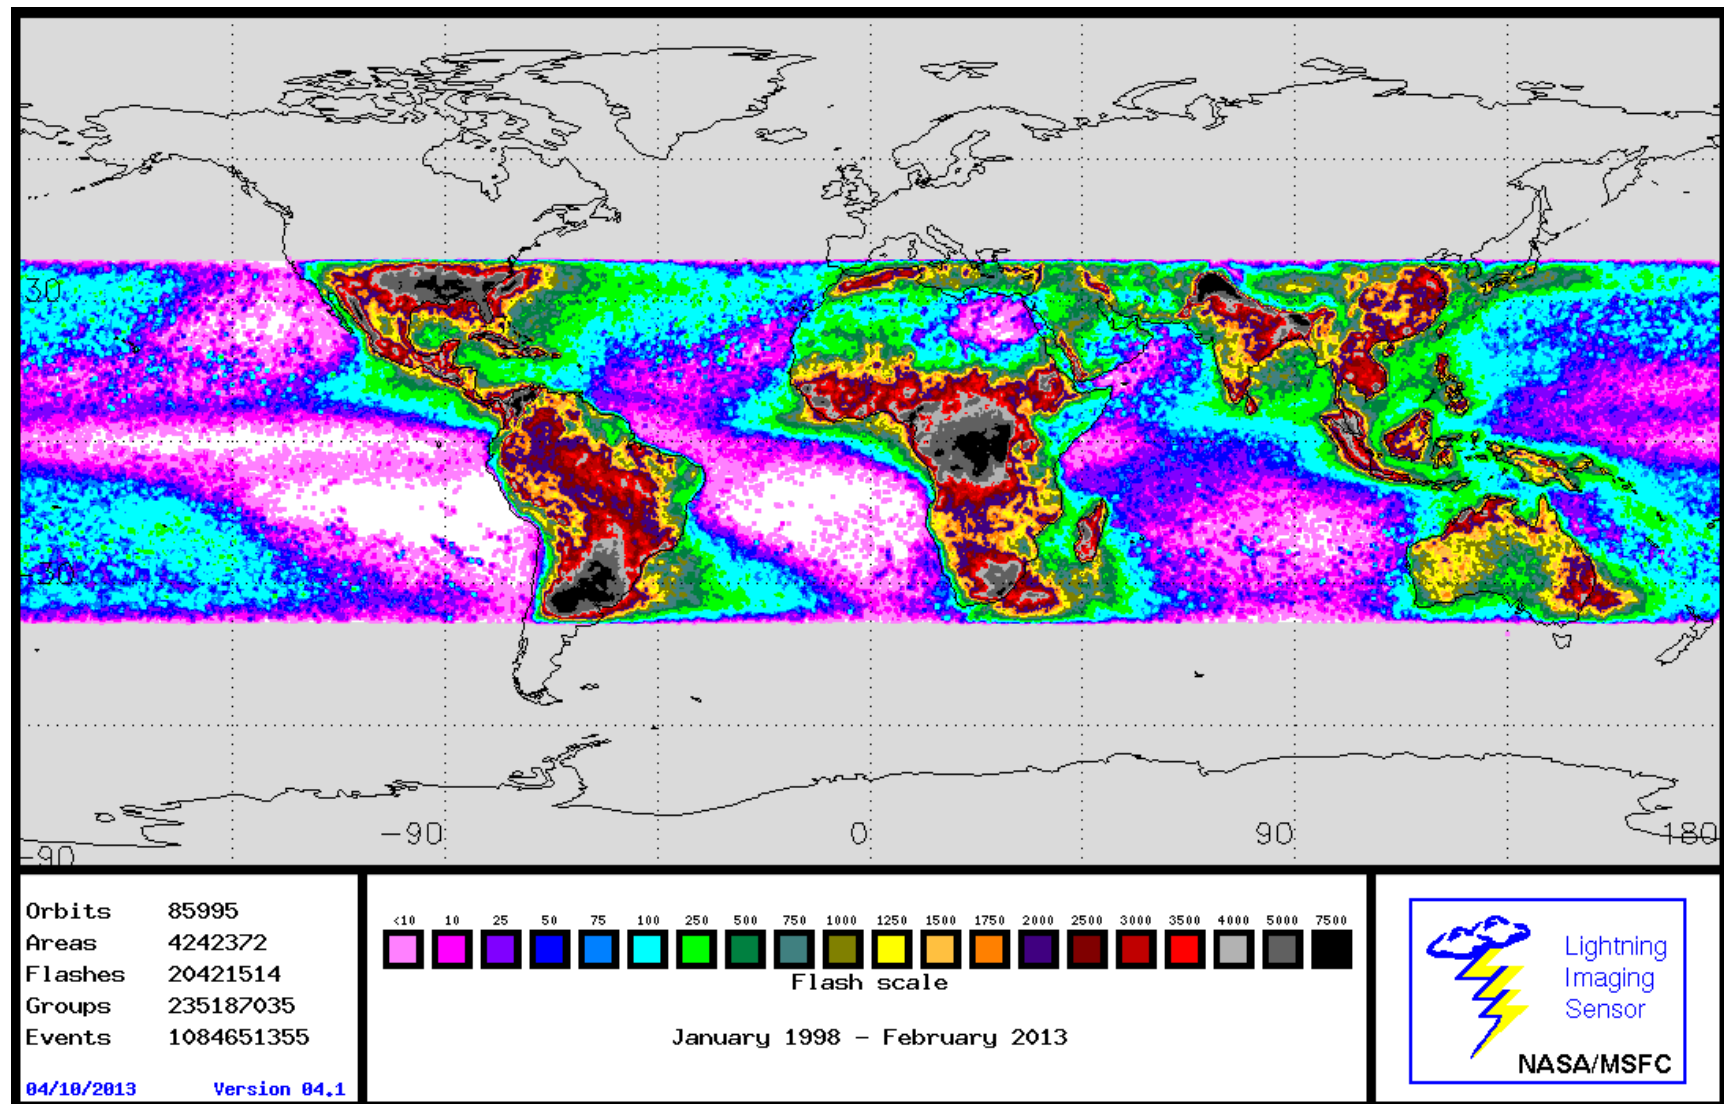 30
-30
-90 0 90 180
-90
Orbits 85995
Areas 4242372
Flashes 20421514
Groups 235187035
Events 1084651355
04/10/2013 Version 04.1
<10 10 25 50 75 100 250 500 750 1000 1250 1500 1750 2000 2500 3000 3500 4000 5000 7500
Flash scale
January 1998 - February 2013
Lightning
Imaging
Sensor
NASA/MSFC